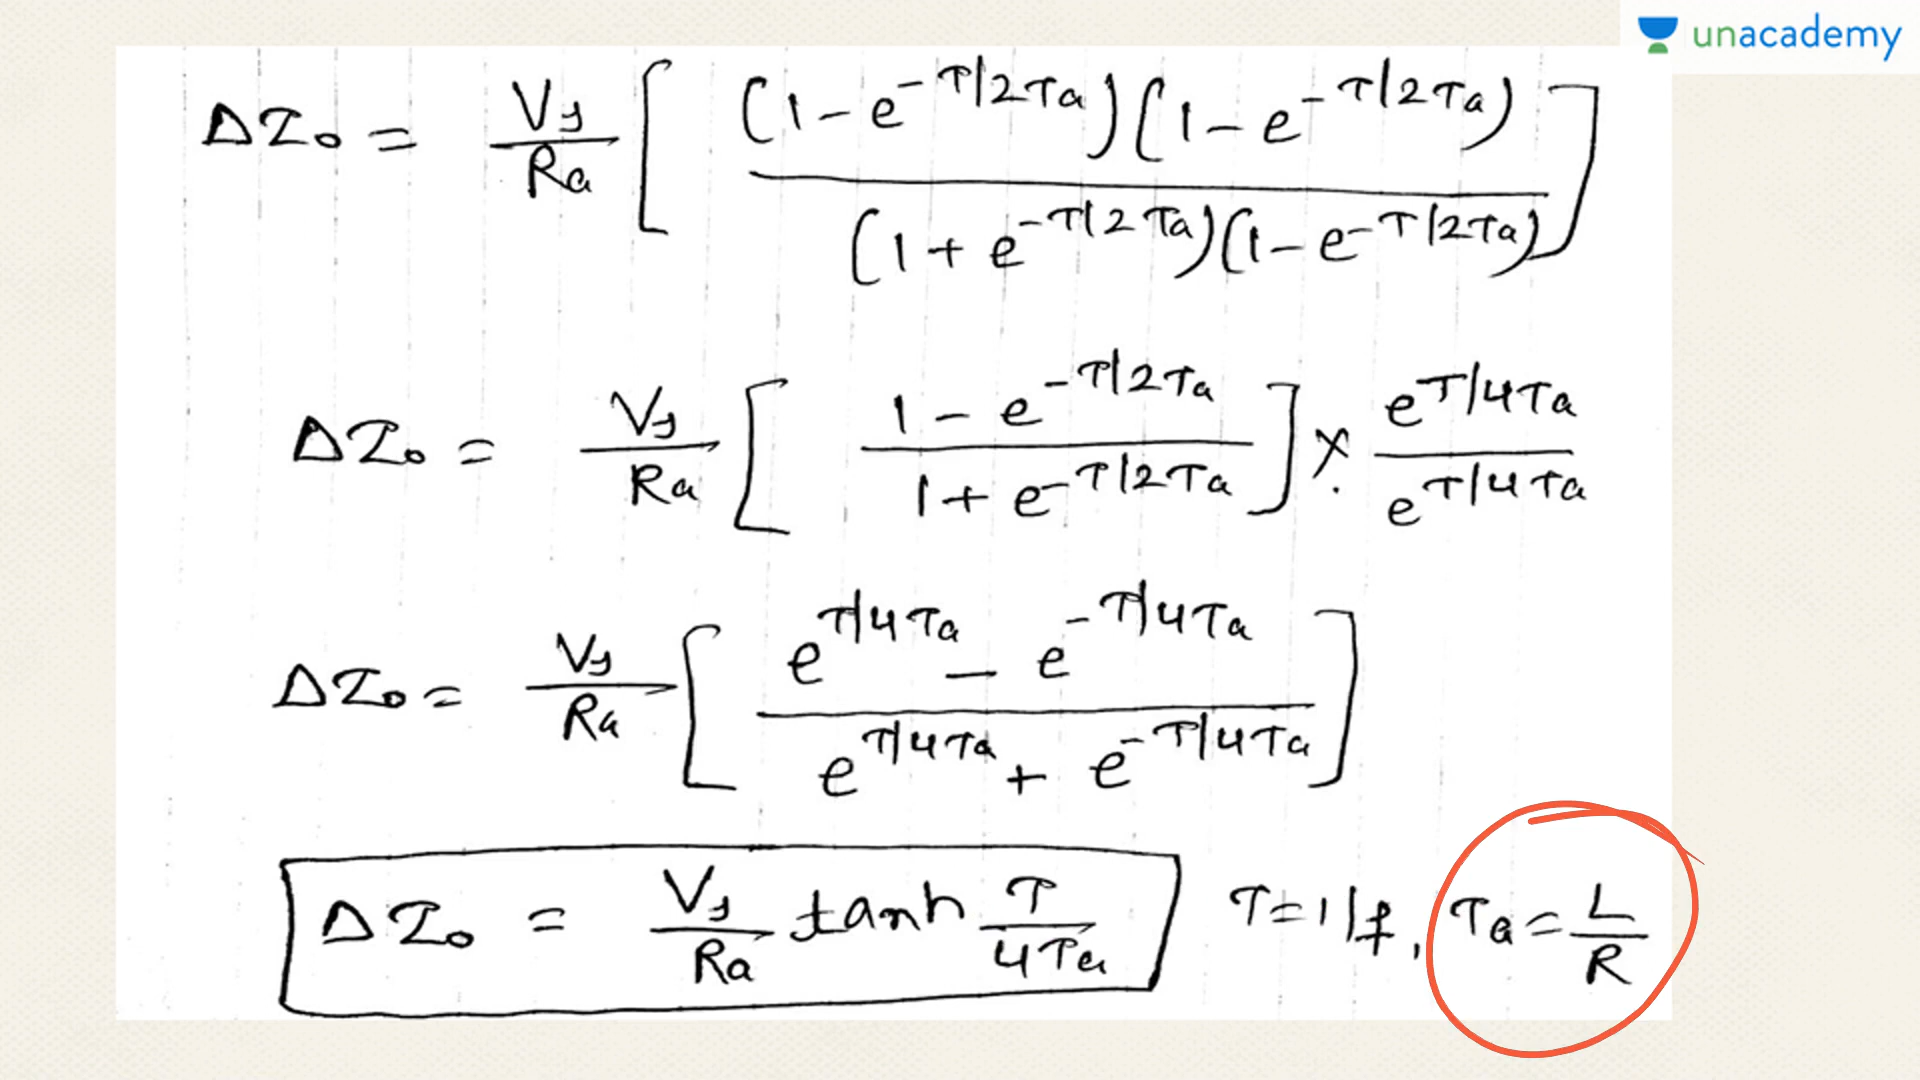 unacademy
ΔI₀ = Vs/Ra [ (1 - e^(-T/2Ta)) (1 - e^(-T/2Ta)) / (1 + e^(-T/2Ta)) (1 - e^(-T/2Ta)) ]
ΔI₀ = Vs/Ra [ 1 - e^(-T/2Ta) / 1 + e^(-T/2Ta) ] × e^(T/4Ta) / e^(T/4Ta)
ΔI₀ = Vs/Ra [ e^(T/4Ta) - e^(-T/4Ta) / e^(T/4Ta) + e^(-T/4Ta) ]
ΔI₀ = Vs/Ra tanh T/4Ta T = 1/f, Ta = L/R